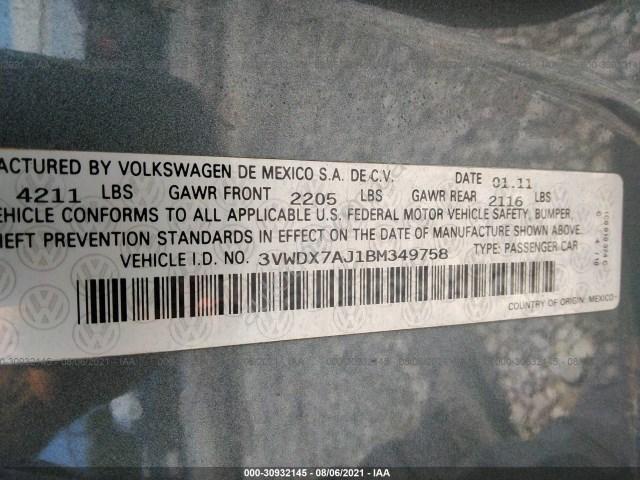 FACTURED BY VOLKSWAGEN DE MEXICO S.A. DE C.V. DATE 01.11
4211 LBS GAWR FRONT 2205 LBS GAWR REAR 2116 LBS
VEHICLE CONFORMS TO ALL APPLICABLE U.S. FEDERAL MOTOR VEHICLE SAFETY, BUMPER,
HEFT PREVENTION STANDARDS IN EFFECT ON THE DATE OF MANUFACTURE SHOWN ABOVE.
VEHICLE I.D. NO. 3VWDX7AJ1BM349758 TYPE: PASSENGER CAR
COUNTRY OF ORIGIN: MEXICO
000-30932145 - 08/06/2021 - IAA